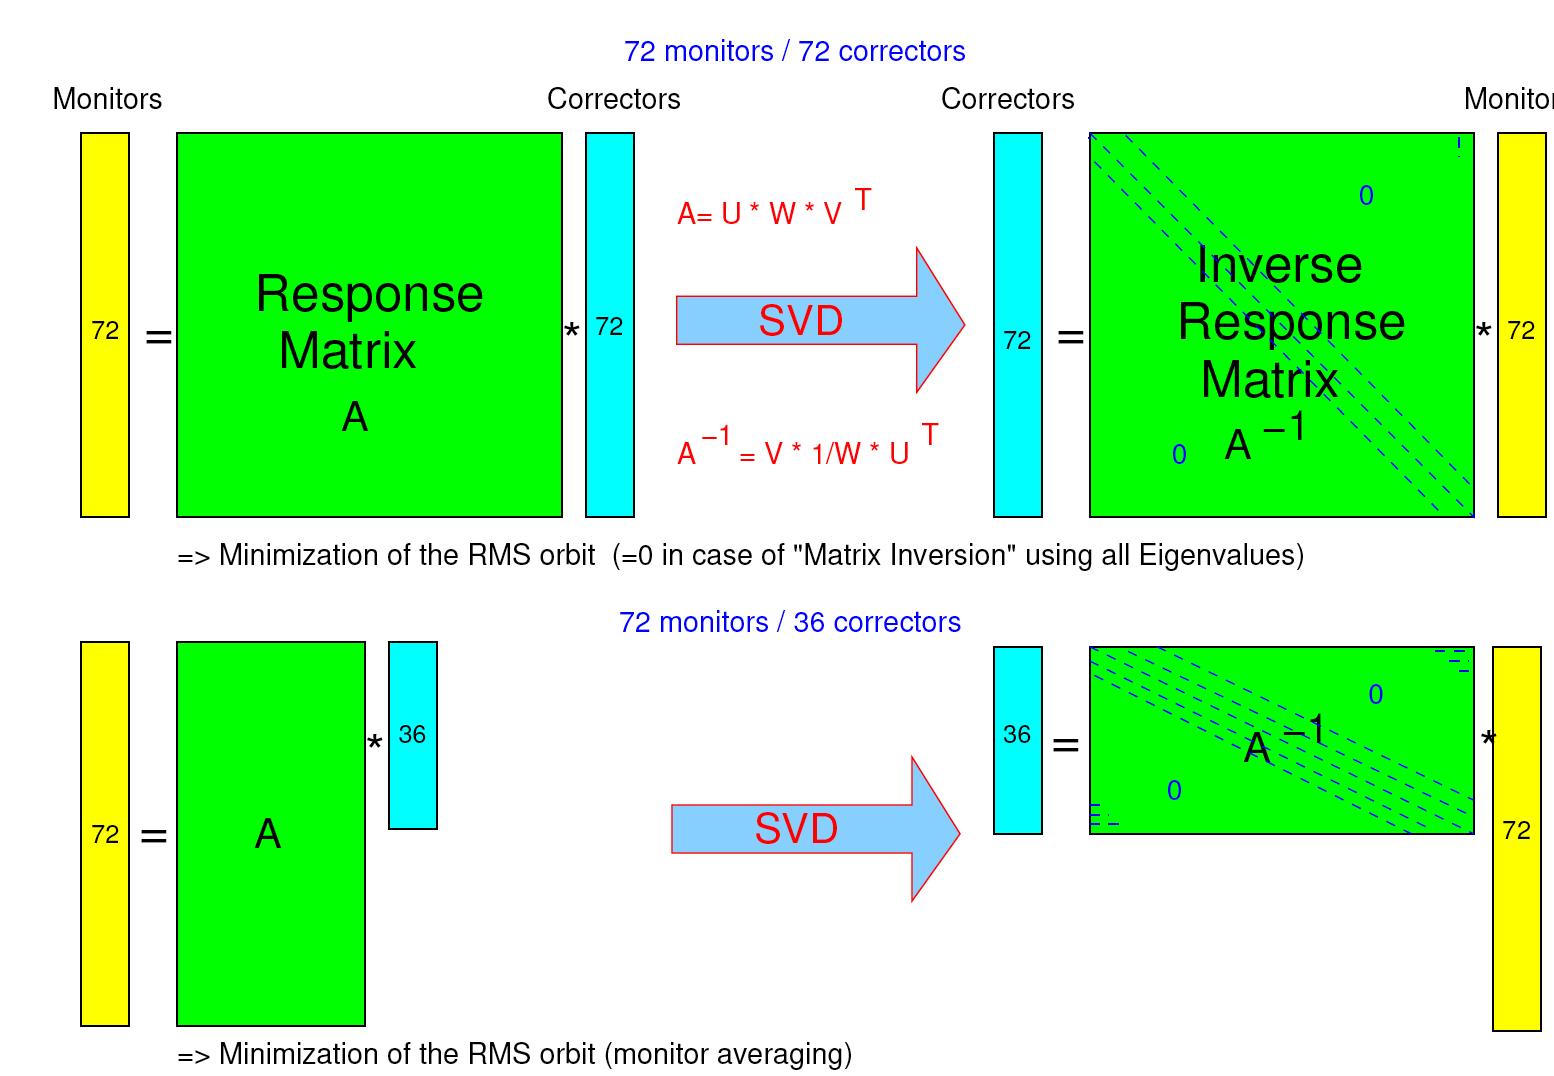 72 monitors / 72 correctors
Monitors Correctors Correctors Monitor
72 = Response Matrix A * 72
A= U * W * V T
SVD
A −1 = V * 1/W * U T
72 = Inverse Response Matrix A −1 * 72
0
0
=> Minimization of the RMS orbit (=0 in case of "Matrix Inversion" using all Eigenvalues)
72 monitors / 36 correctors
72 = A * 36
SVD
36 = A −1 * 72
0
0
=> Minimization of the RMS orbit (monitor averaging)